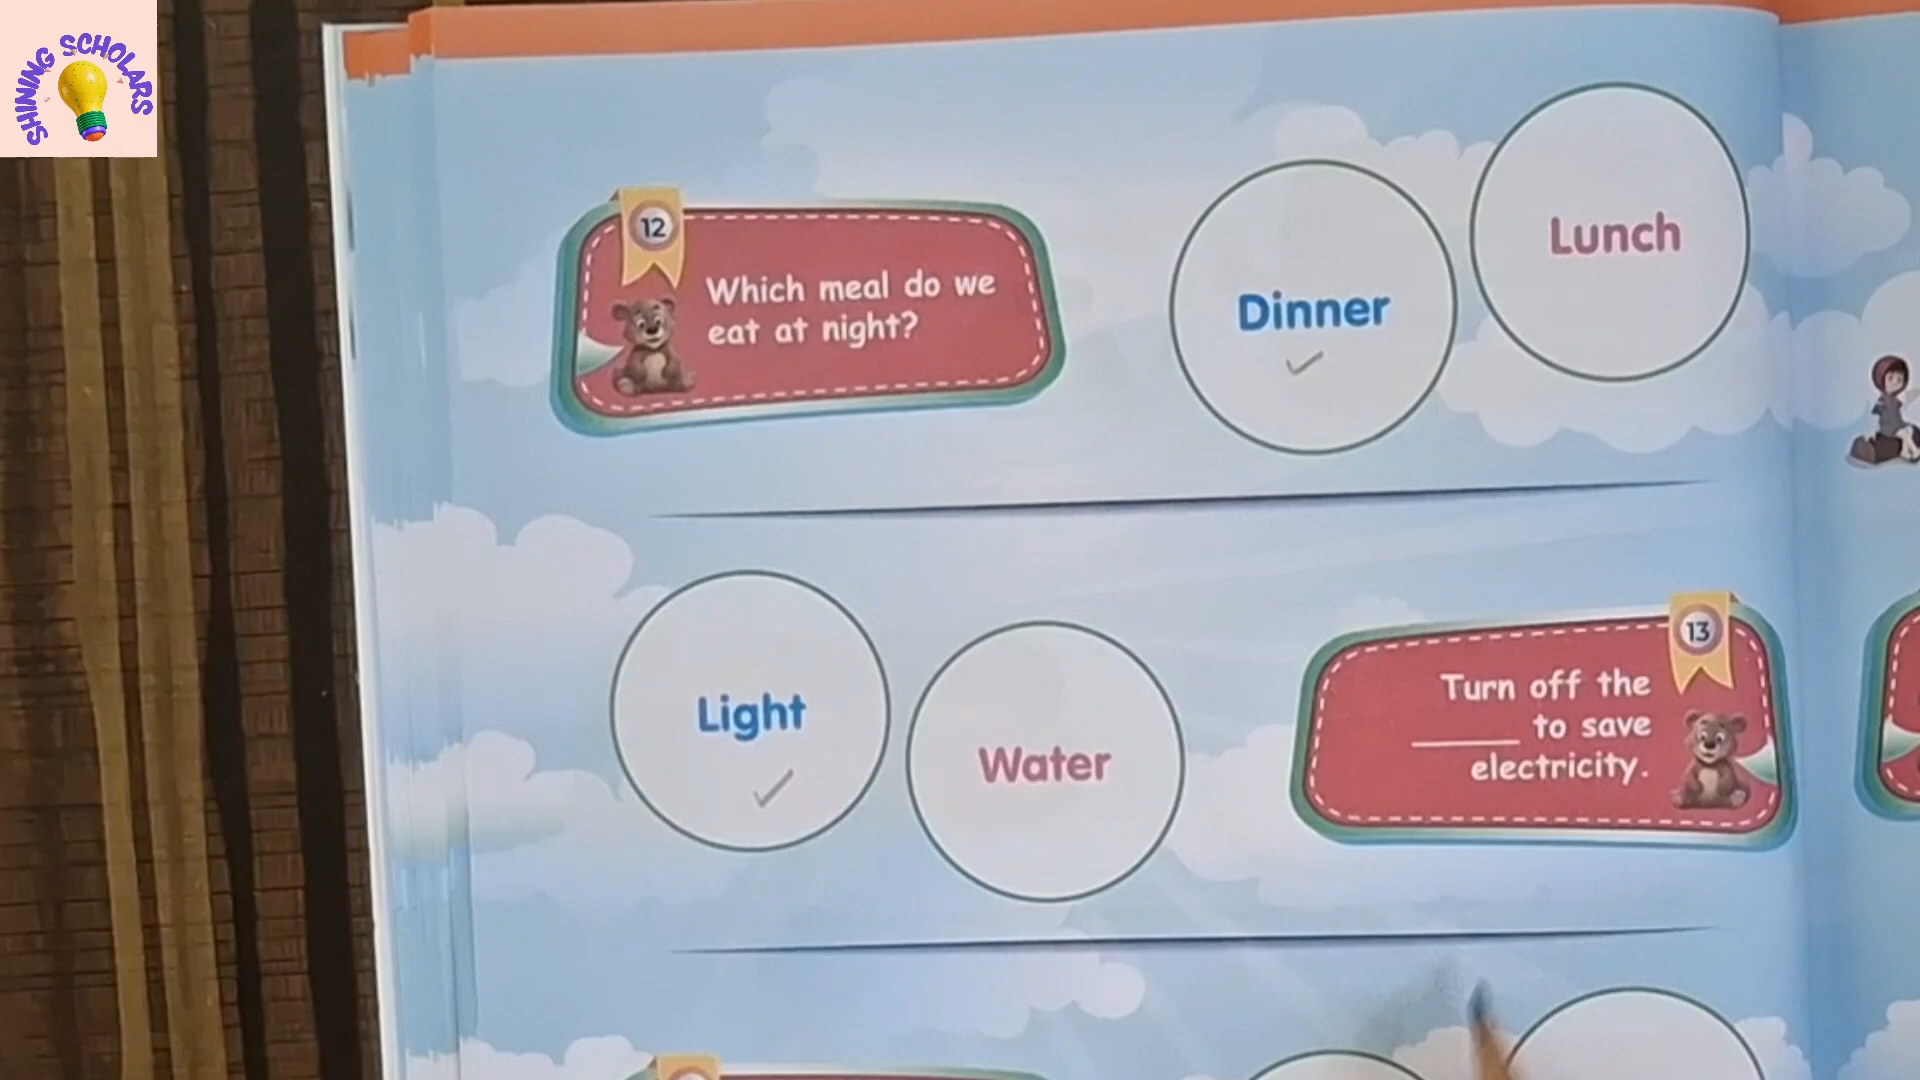 SHINING SCHOLARS
12
Which meal do we
eat at night?
Dinner
Lunch
Light
Water
13
Turn off the
______ to save
electricity.